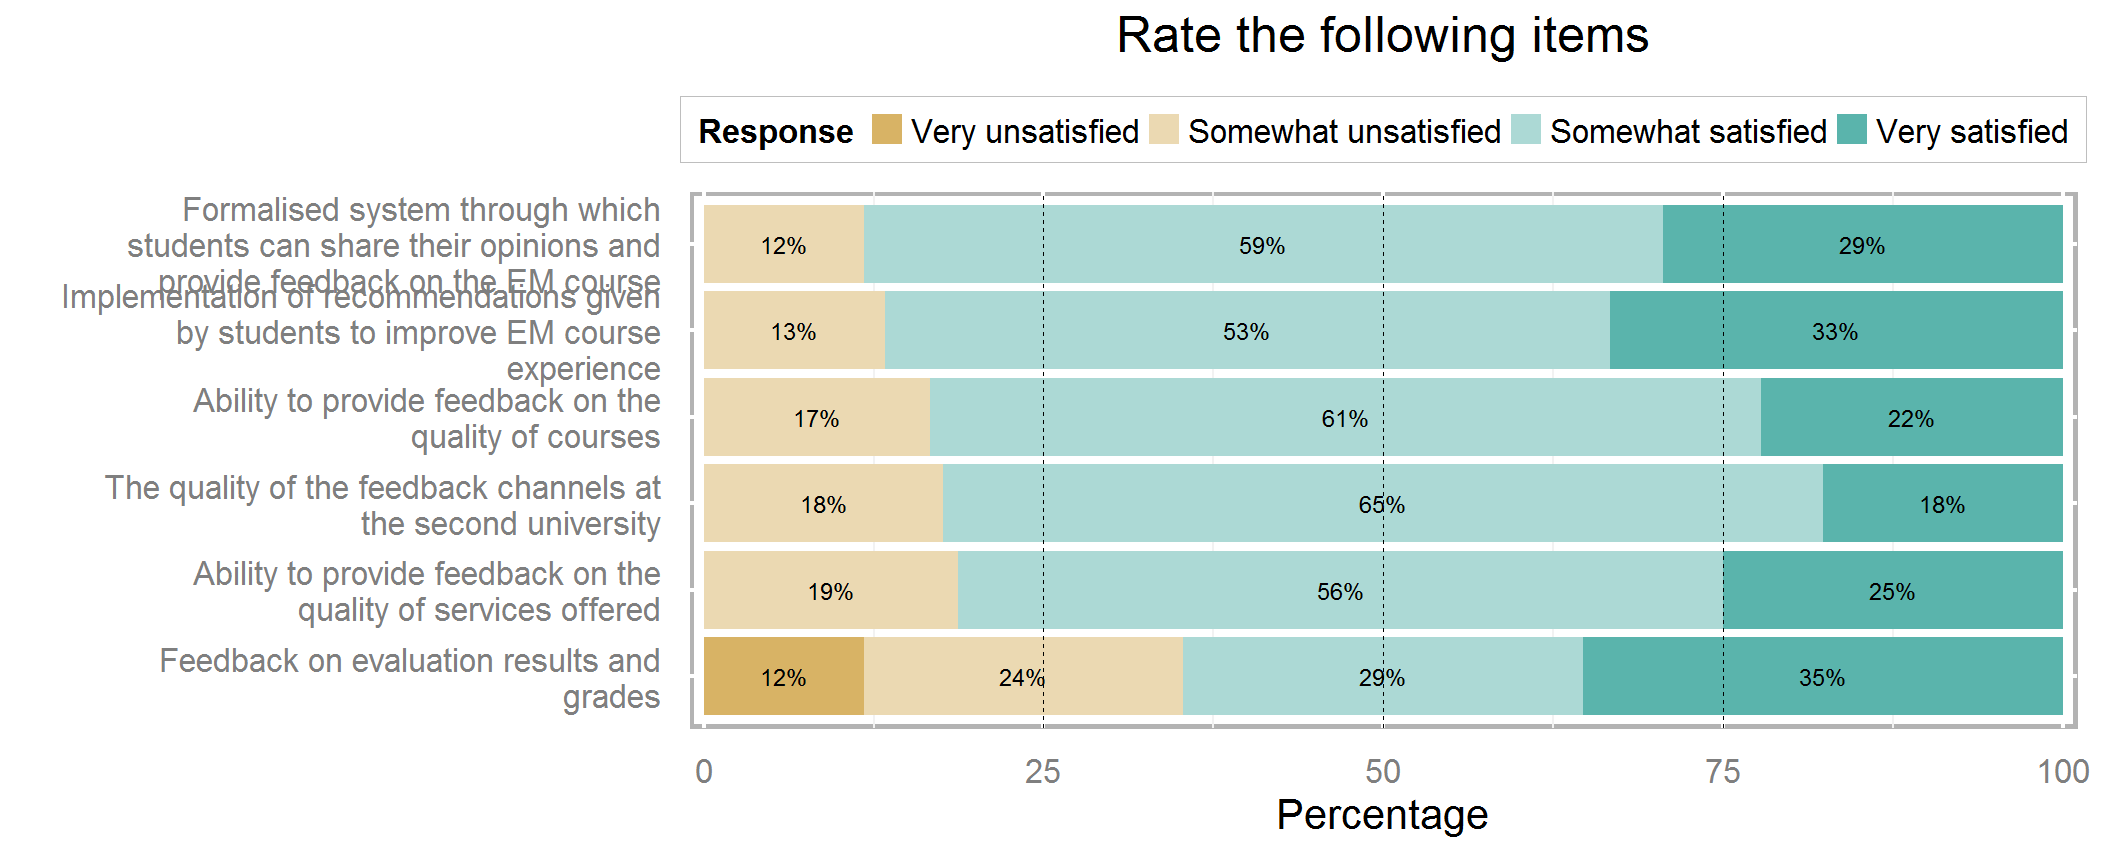 Rate the following items
Response Very unsatisfied Somewhat unsatisfied Somewhat satisfied Very satisfied
Formalised system through which
students can share their opinions and
provide feedback on the EM course
12% 59% 29%
Implementation of recommendations given
by students to improve EM course
experience
13% 53% 33%
Ability to provide feedback on the
quality of courses
17% 61% 22%
The quality of the feedback channels at
the second university
18% 65% 18%
Ability to provide feedback on the
quality of services offered
19% 56% 25%
Feedback on evaluation results and
grades
12% 24% 29% 35%
0 25 50 75 100
Percentage